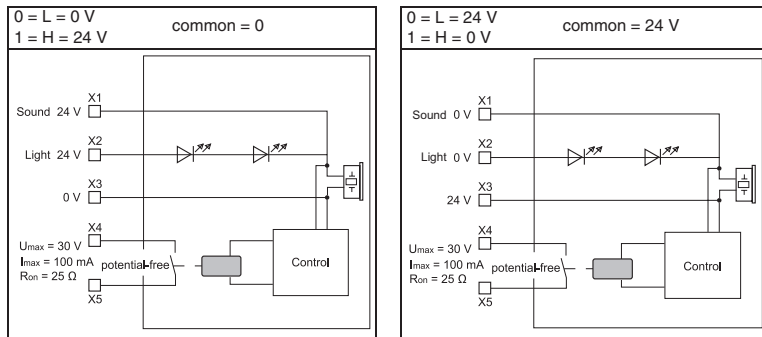 0 = L = 0 V
1 = H = 24 V
common = 0
X1
Sound 24 V
X2
Light 24 V
X3
0 V
X4
Umax = 30 V
Imax = 100 mA
Ron = 25 Ω
potential-free
Control
X5
0 = L = 24 V
1 = H = 0 V
common = 24 V
X1
Sound 0 V
X2
Light 0 V
X3
24 V
X4
Umax = 30 V
Imax = 100 mA
Ron = 25 Ω
potential-free
Control
X5